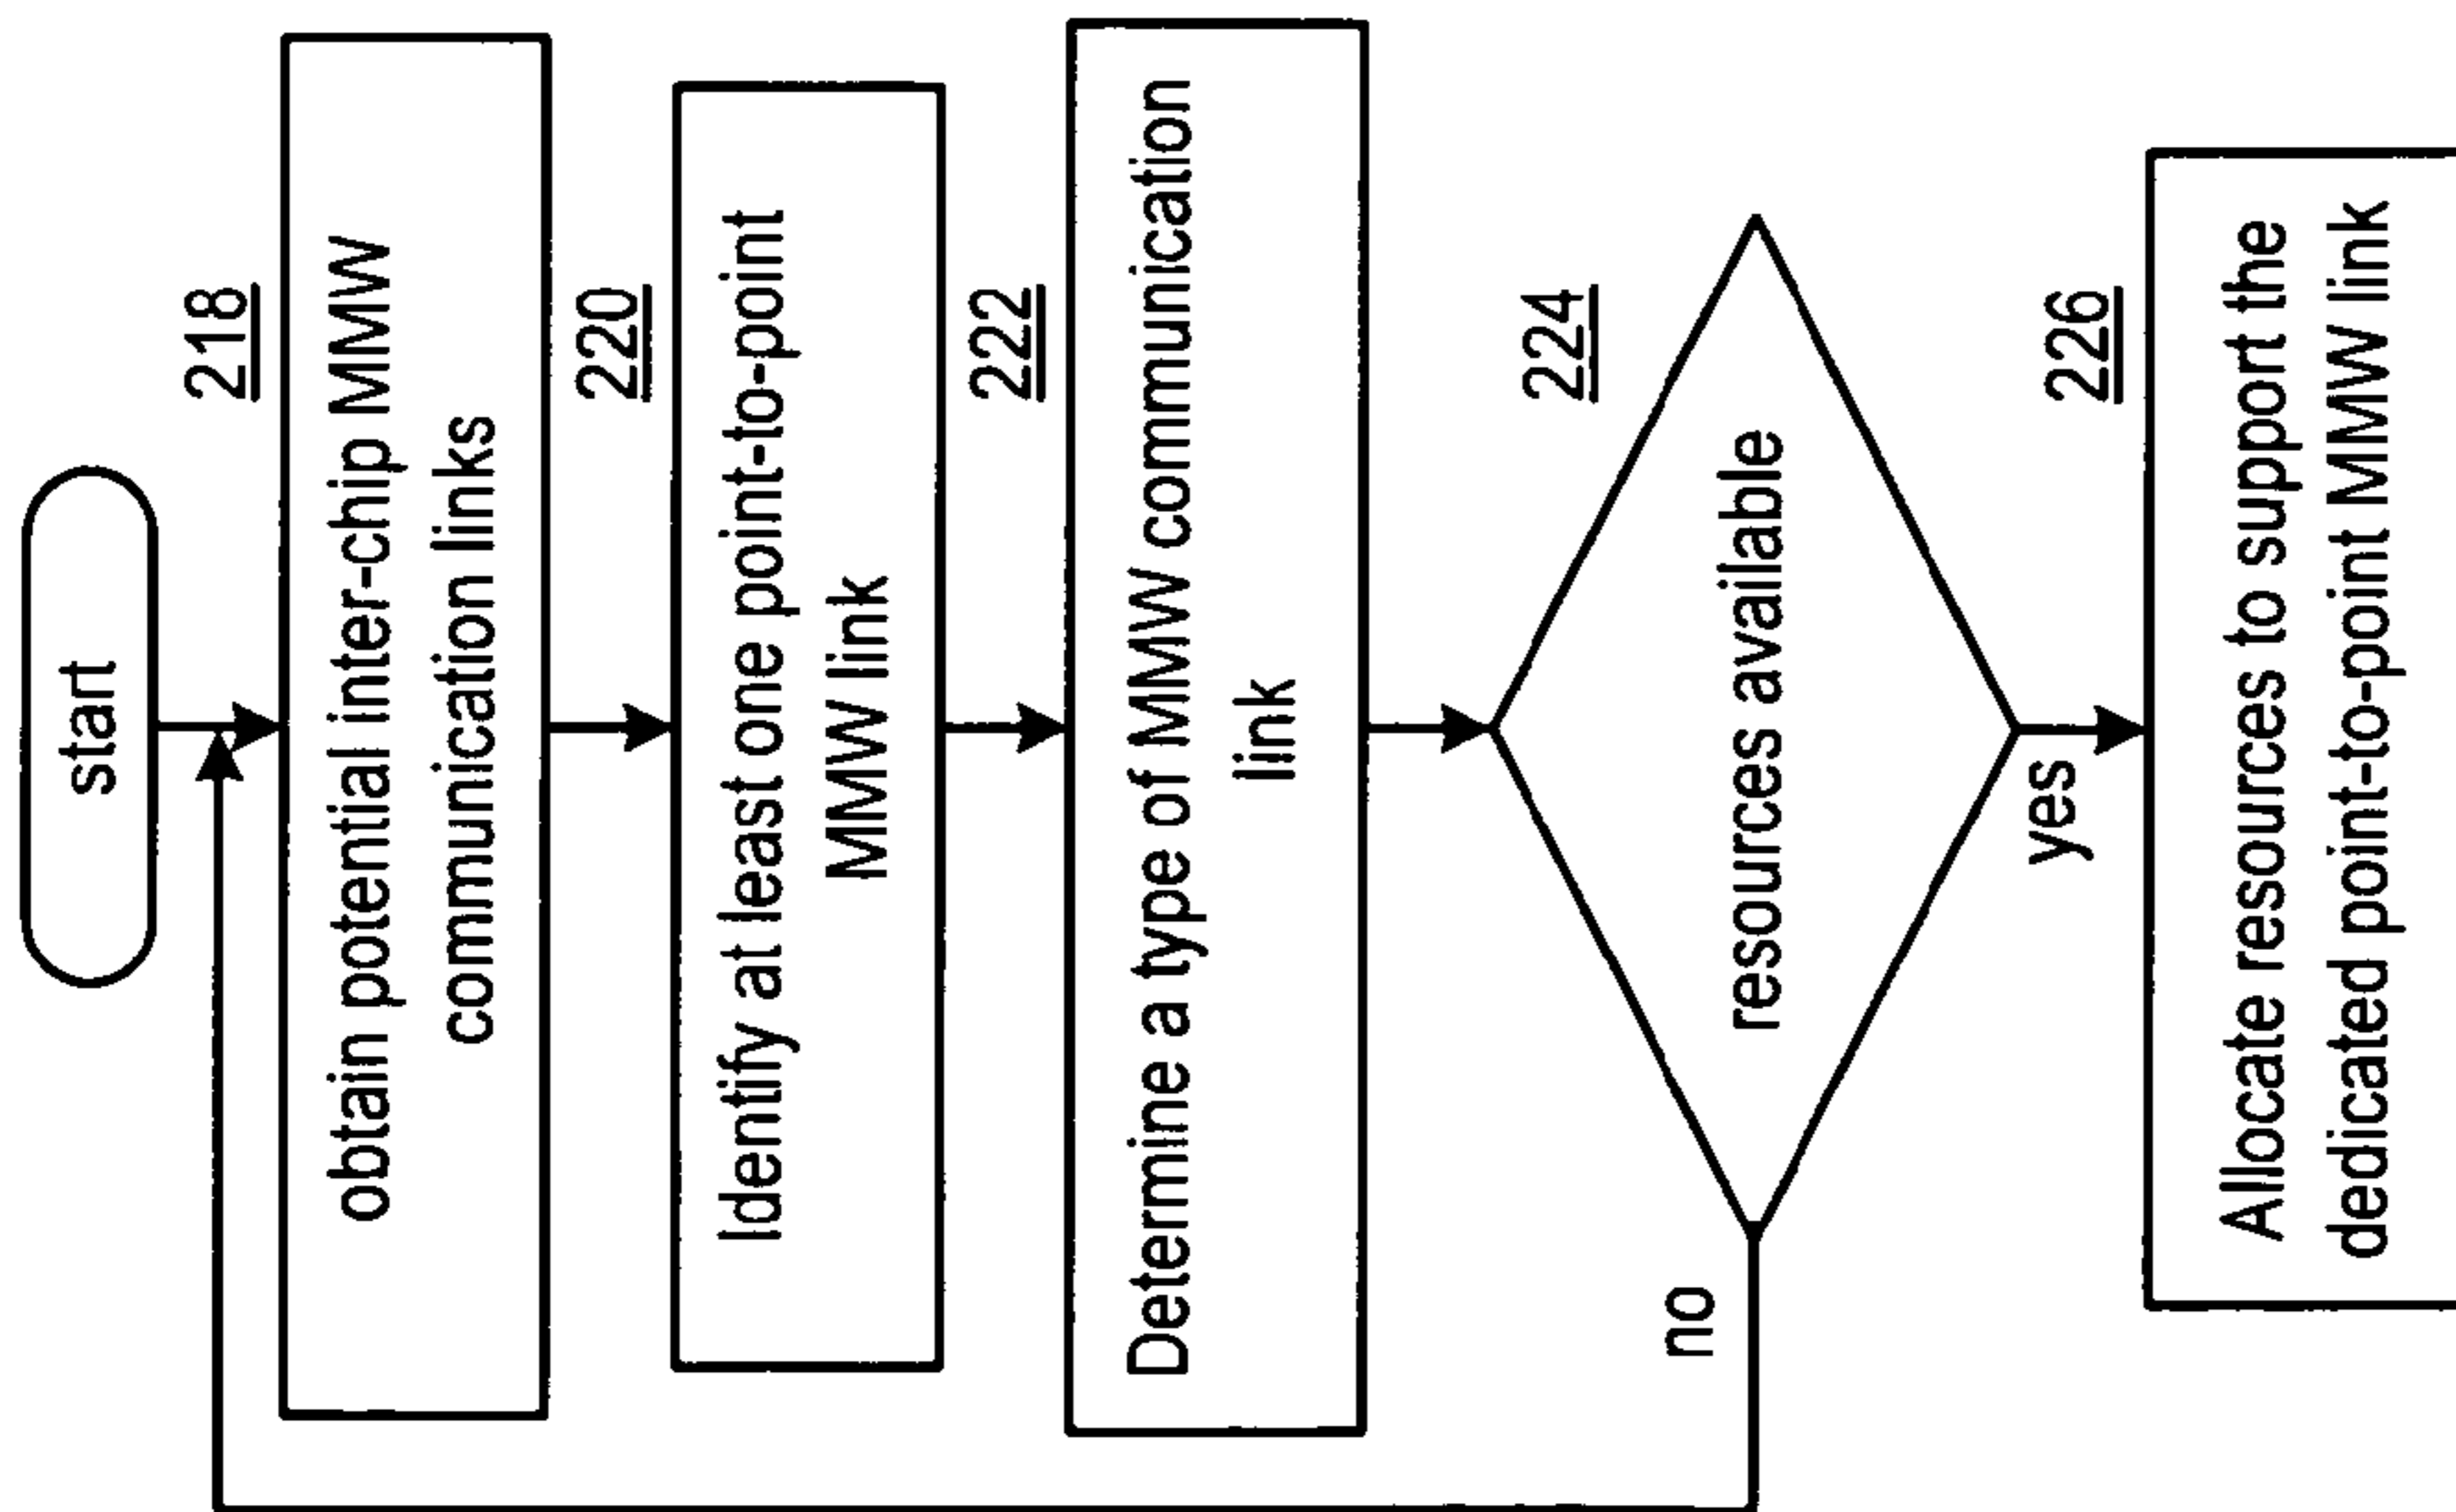 start
218
obtain potential inter-chip MMW
communication links
220
Identify at least one point-to-point
MMW link
222
Determine a type of MMW communication
link
224
resources available
no
yes
226
Allocate resources to support the
dedicated point-to-point MMW link